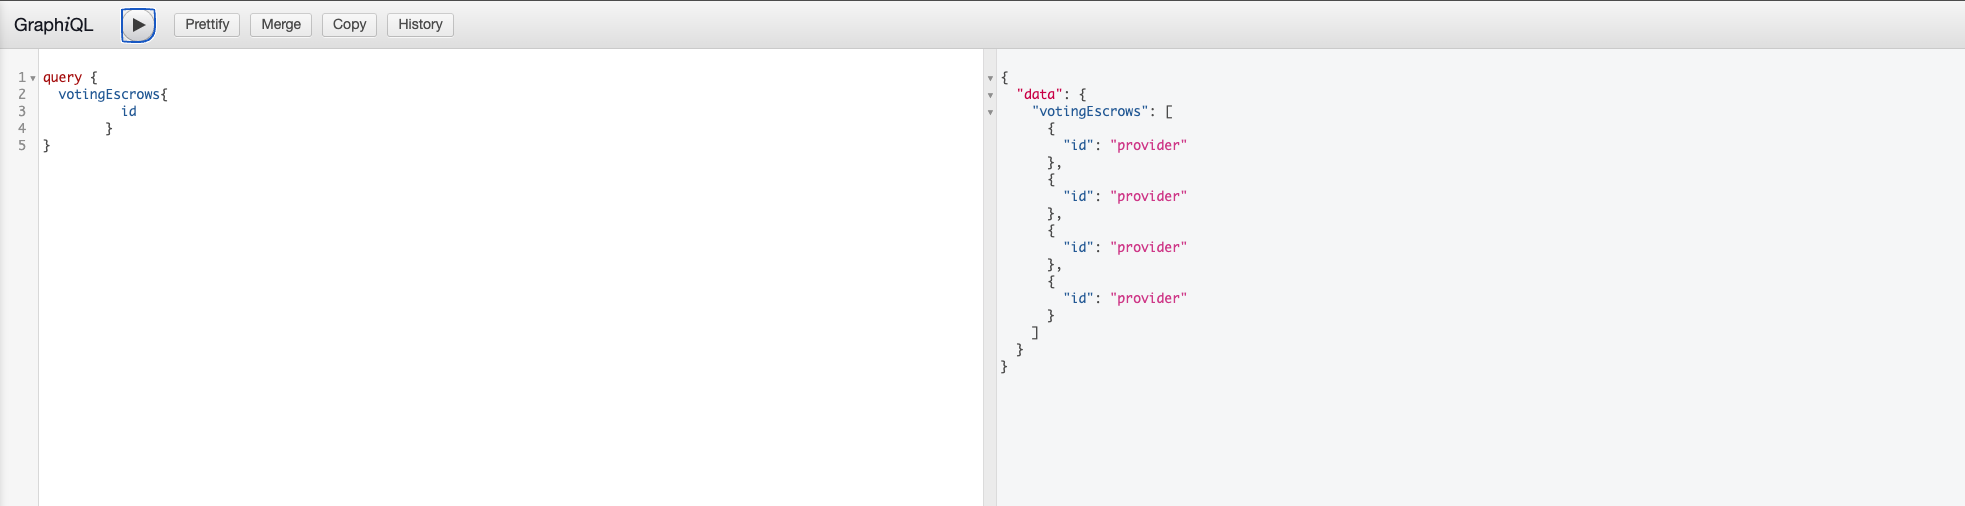 GraphiQL Prettify Merge Copy History
1 query {
2 votingEscrows{
3 id
4 }
5 }
{
"data": {
"votingEscrows": [
{
"id": "provider"
},
{
"id": "provider"
},
{
"id": "provider"
},
{
"id": "provider"
}
]
}
}